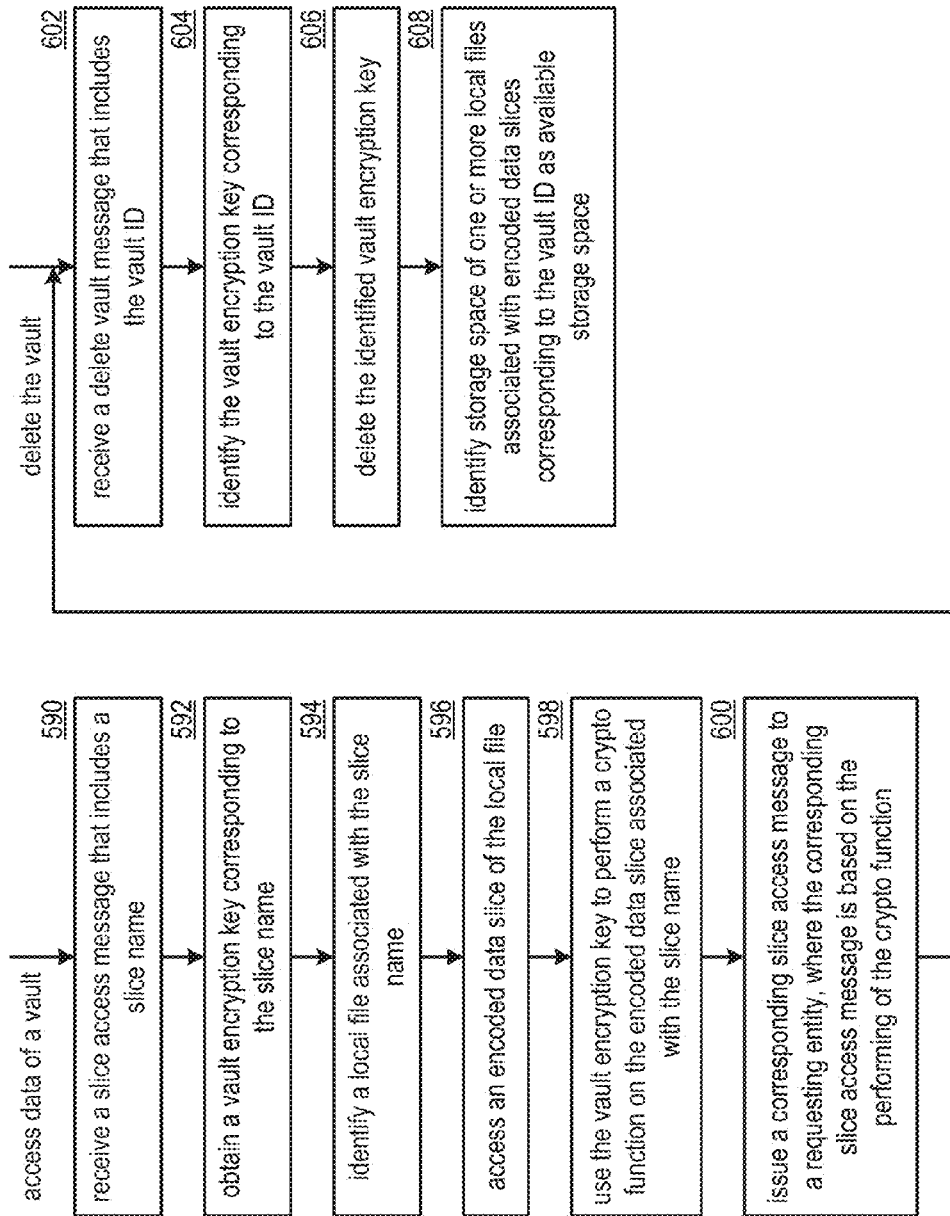 access data of a vault
590
receive a slice access message that includes a
slice name
592
obtain a vault encryption key corresponding to
the slice name
594
identify a local file associated with the slice
name
596
access an encoded data slice of the local file
598
use the vault encryption key to perform a crypto
function on the encoded data slice associated
with the slice name
600
issue a corresponding slice access message to
a requesting entity, where the corresponding
slice access message is based on the
performing of the crypto function
delete the vault
602
receive a delete vault message that includes
the vault ID
604
identify the vault encryption key corresponding
to the vault ID
606
delete the identified vault encryption key
608
identify storage space of one or more local files
associated with encoded data slices
corresponding to the vault ID as available
storage space